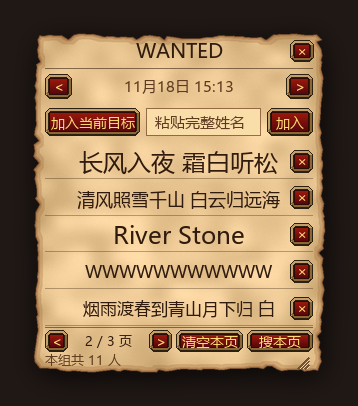 WANTED ×
< 11月18日 15:13 >
加入当前目标 粘贴完整姓名 加入
长风入夜 霜白听松 ×
清风照雪千山 白云归远海 ×
River Stone ×
WWWWWWWWWWW ×
烟雨渡春到青山月下归 白 ×
< 2 / 3 页 > 清空本页 搜本页
本组共 11 人